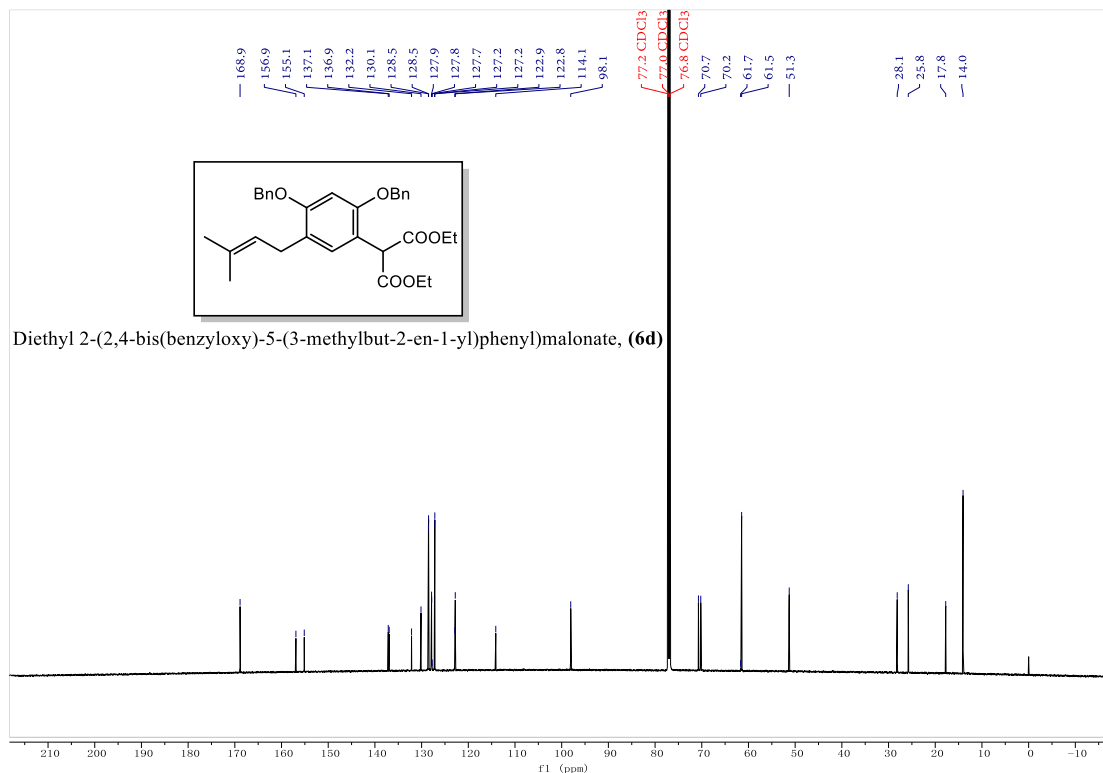 168.9
156.9
155.1
137.1
136.9
132.2
130.1
128.5
128.5
127.9
127.8
127.7
127.2
127.2
122.9
122.8
114.1
98.1
77.2 CDCl3
77.0 CDCl3
76.8 CDCl3
70.7
70.2
61.7
61.5
51.3
28.1
25.8
17.8
14.0
BnO
OBn
COOEt
COOEt
Diethyl 2-(2,4-bis(benzyloxy)-5-(3-methylbut-2-en-1-yl)phenyl)malonate, (6d)
210 200 190 180 170 160 150 140 130 120 110 100 90 80 70 60 50 40 30 20 10 0 -10
f1 (ppm)